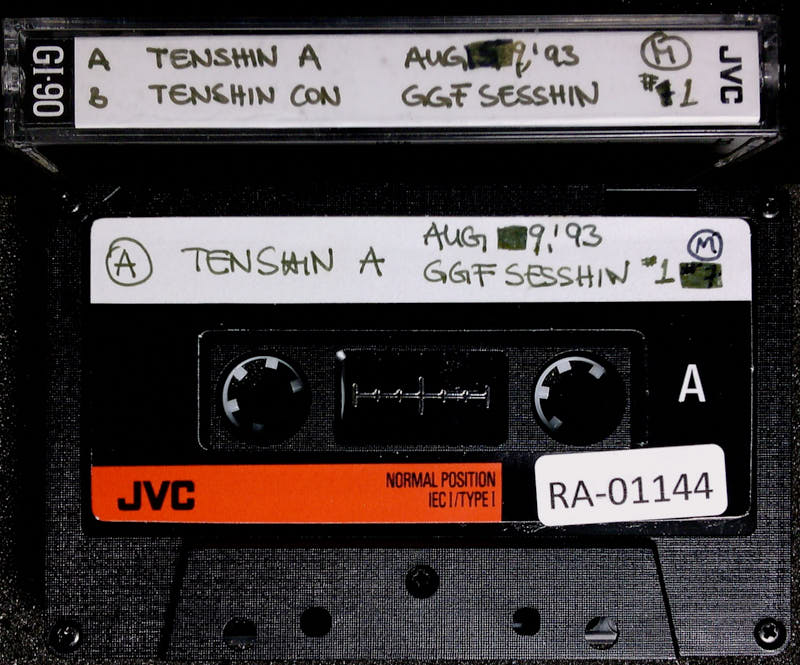 GI-90
A TENSHIN A AUG 9,'93 M
B TENSHIN CON GGF SESSHIN #1
JVC
A TENSHIN A AUG 9,'93 M
GGF SESSHIN #1
A
JVC
NORMAL POSITION
IEC I/TYPE I
RA-01144